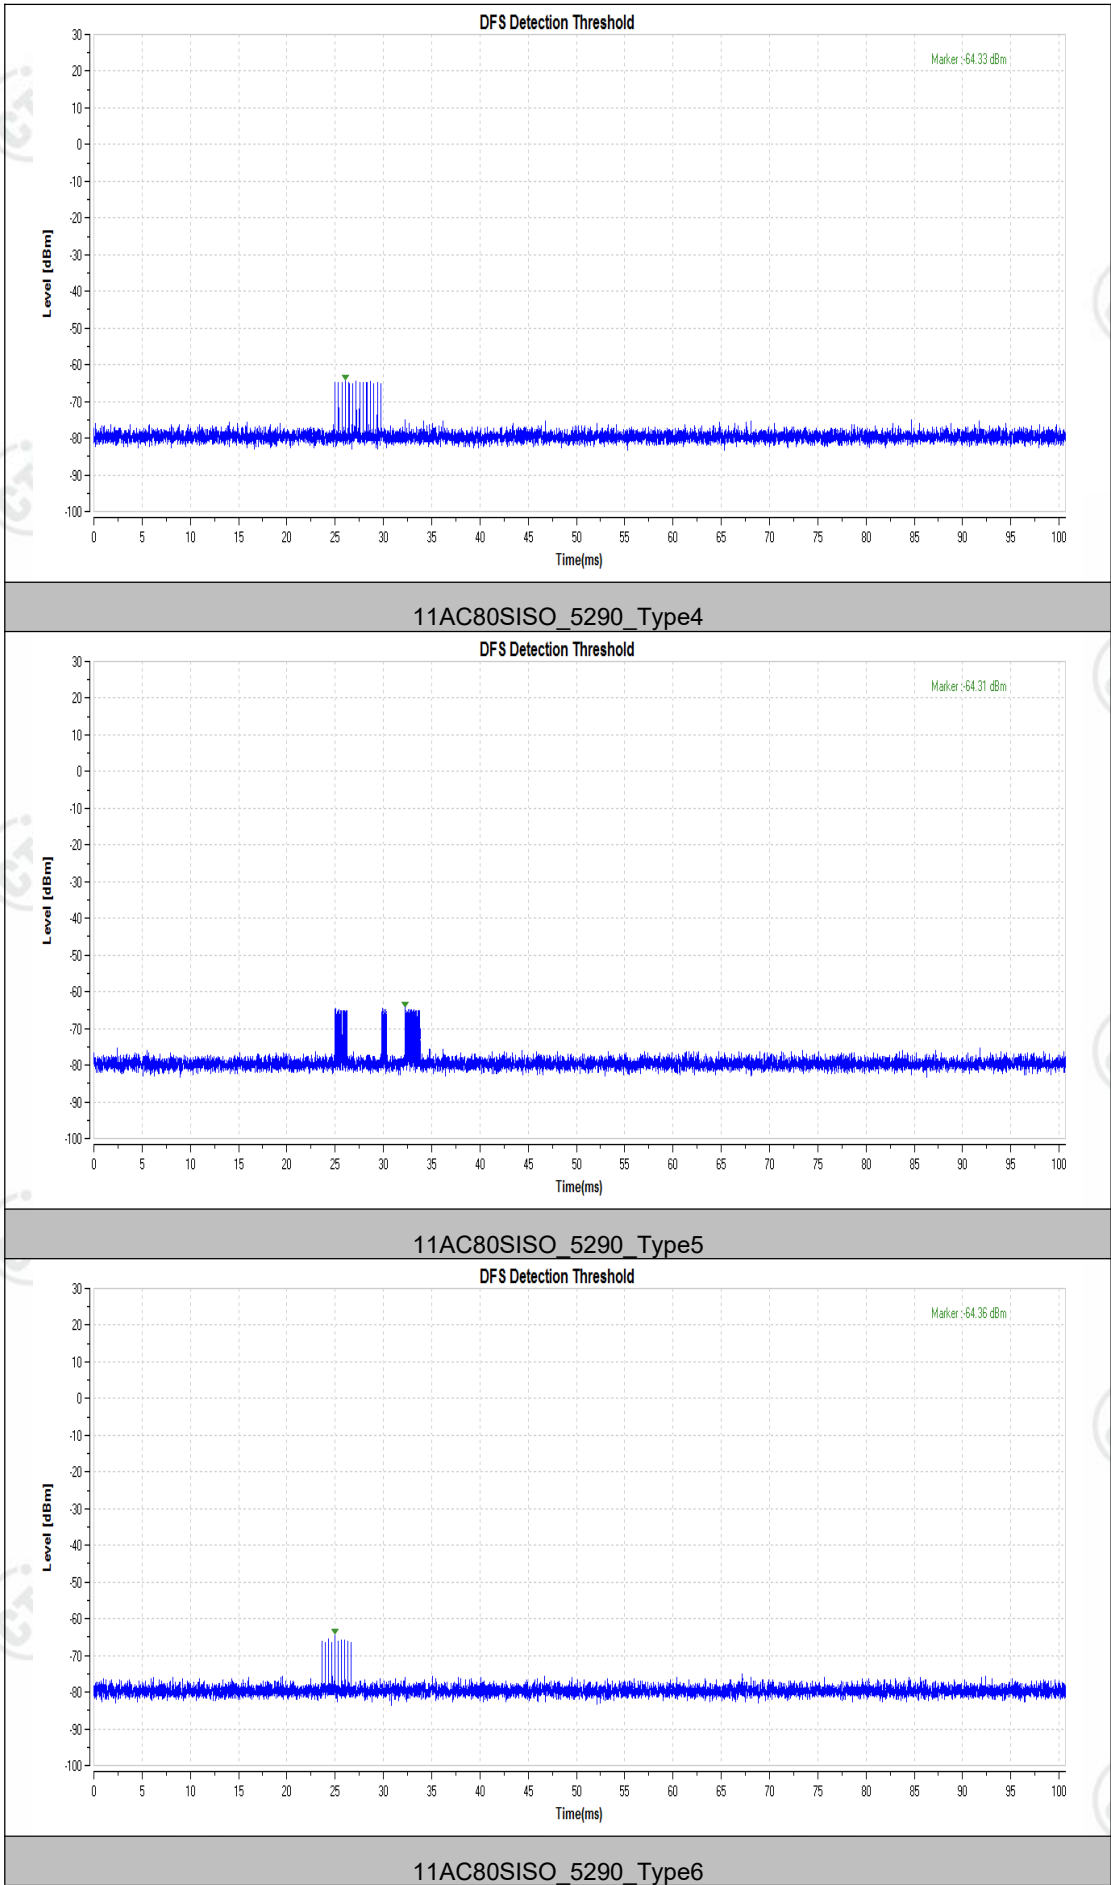 DFS Detection Threshold
Marker :-64.33 dBm
30
20
10
0
-10
-20
-30
-40
-50
-60
-70
-80
-90
-100
Level [dBm]
0 5 10 15 20 25 30 35 40 45 50 55 60 65 70 75 80 85 90 95 100
Time(ms)
11AC80SISO_5290_Type4
DFS Detection Threshold
Marker :-64.31 dBm
30
20
10
0
-10
-20
-30
-40
-50
-60
-70
-80
-90
-100
Level [dBm]
0 5 10 15 20 25 30 35 40 45 50 55 60 65 70 75 80 85 90 95 100
Time(ms)
11AC80SISO_5290_Type5
DFS Detection Threshold
Marker :-64.36 dBm
30
20
10
0
-10
-20
-30
-40
-50
-60
-70
-80
-90
-100
Level [dBm]
0 5 10 15 20 25 30 35 40 45 50 55 60 65 70 75 80 85 90 95 100
Time(ms)
11AC80SISO_5290_Type6